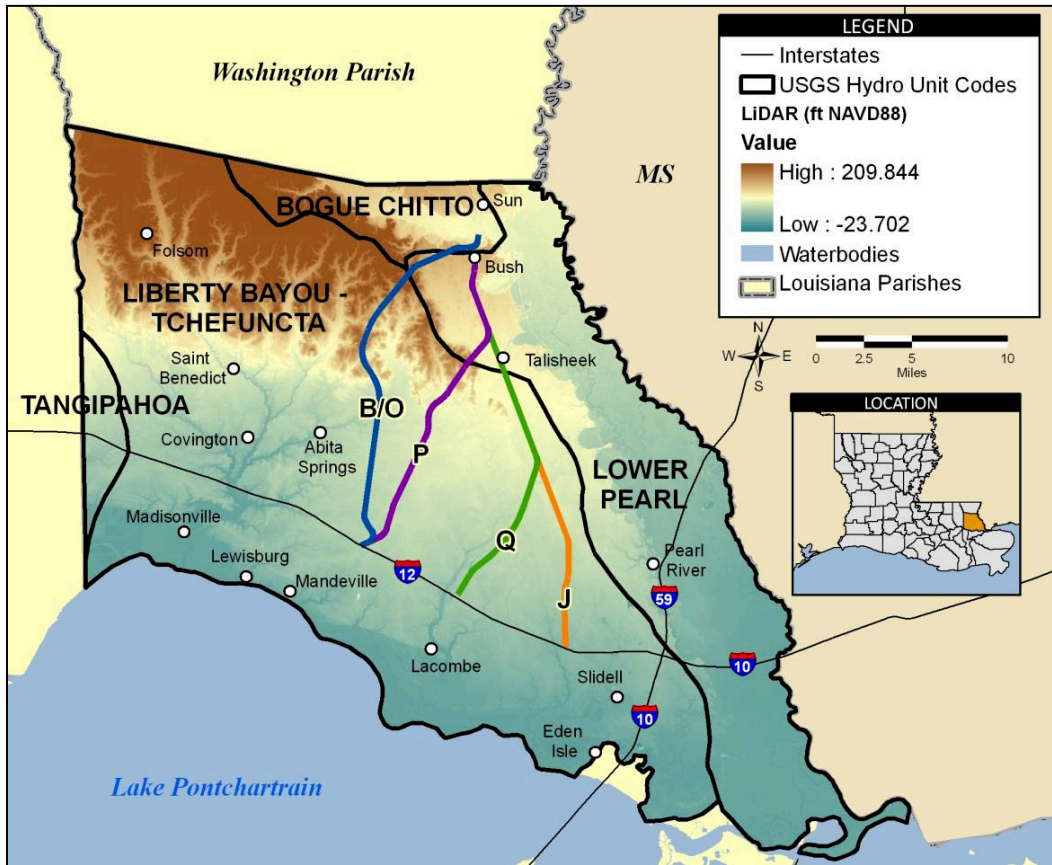 Washington Parish
MS
LEGEND
Interstates
USGS Hydro Unit Codes
LiDAR (ft NAVD88)
Value
High : 209.844
Low : -23.702
Waterbodies
Louisiana Parishes
N
W E
S
0 5 10
Miles
LOCATION
BOGUE CHITTO
Sun
Folsom
Bush
LIBERTY BAYOU -
TCHEFUNCTA
Talisheek
Saint
Benedict
TANGIPAHOA
B/O
Covington
Abita
Springs
P
LOWER
PEARL
Madisonville
Q
Pearl
River
Lewisburg
Mandeville
12
59
J
Lacombe
10
Slidell
10
Eden
Isle
Lake Pontchartrain